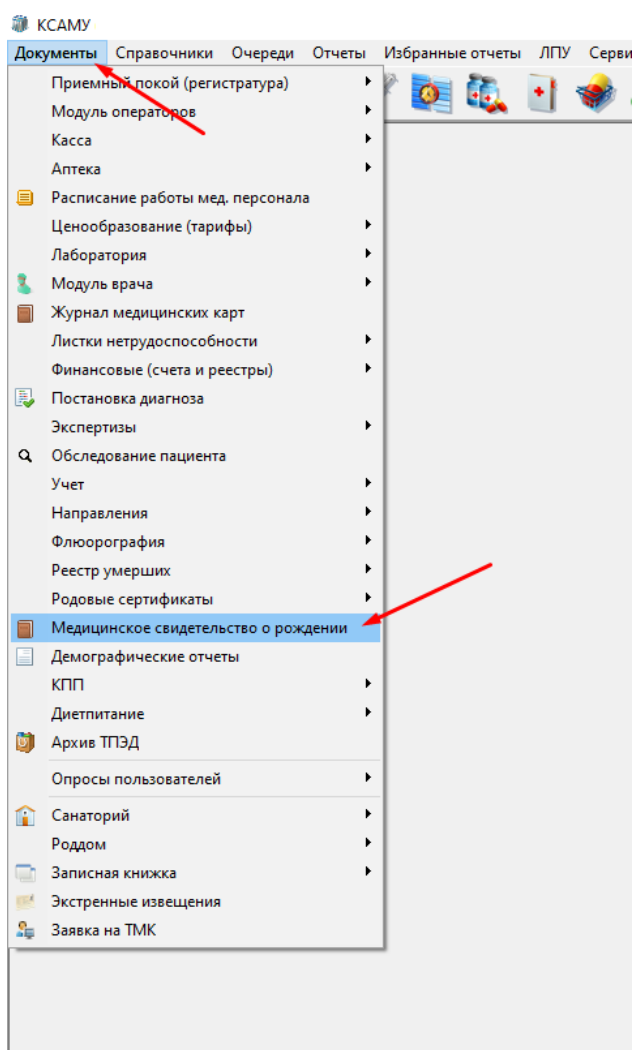 КСАМУ
Документы Справочники Очереди Отчеты Избранные отчеты ЛПУ Серви
Приемный покой (регистратура)
Модуль операторов
Касса
Аптека
Расписание работы мед. персонала
Ценообразование (тарифы)
Лаборатория
Модуль врача
Журнал медицинских карт
Листки нетрудоспособности
Финансовые (счета и реестры)
Постановка диагноза
Экспертизы
Обследование пациента
Учет
Направления
Флюорография
Реестр умерших
Родовые сертификаты
Медицинское свидетельство о рождении
Демографические отчеты
КПП
Диетпитание
Архив ТПЭД
Опросы пользователей
Санаторий
Роддом
Записная книжка
Экстренные извещения
Заявка на ТМК